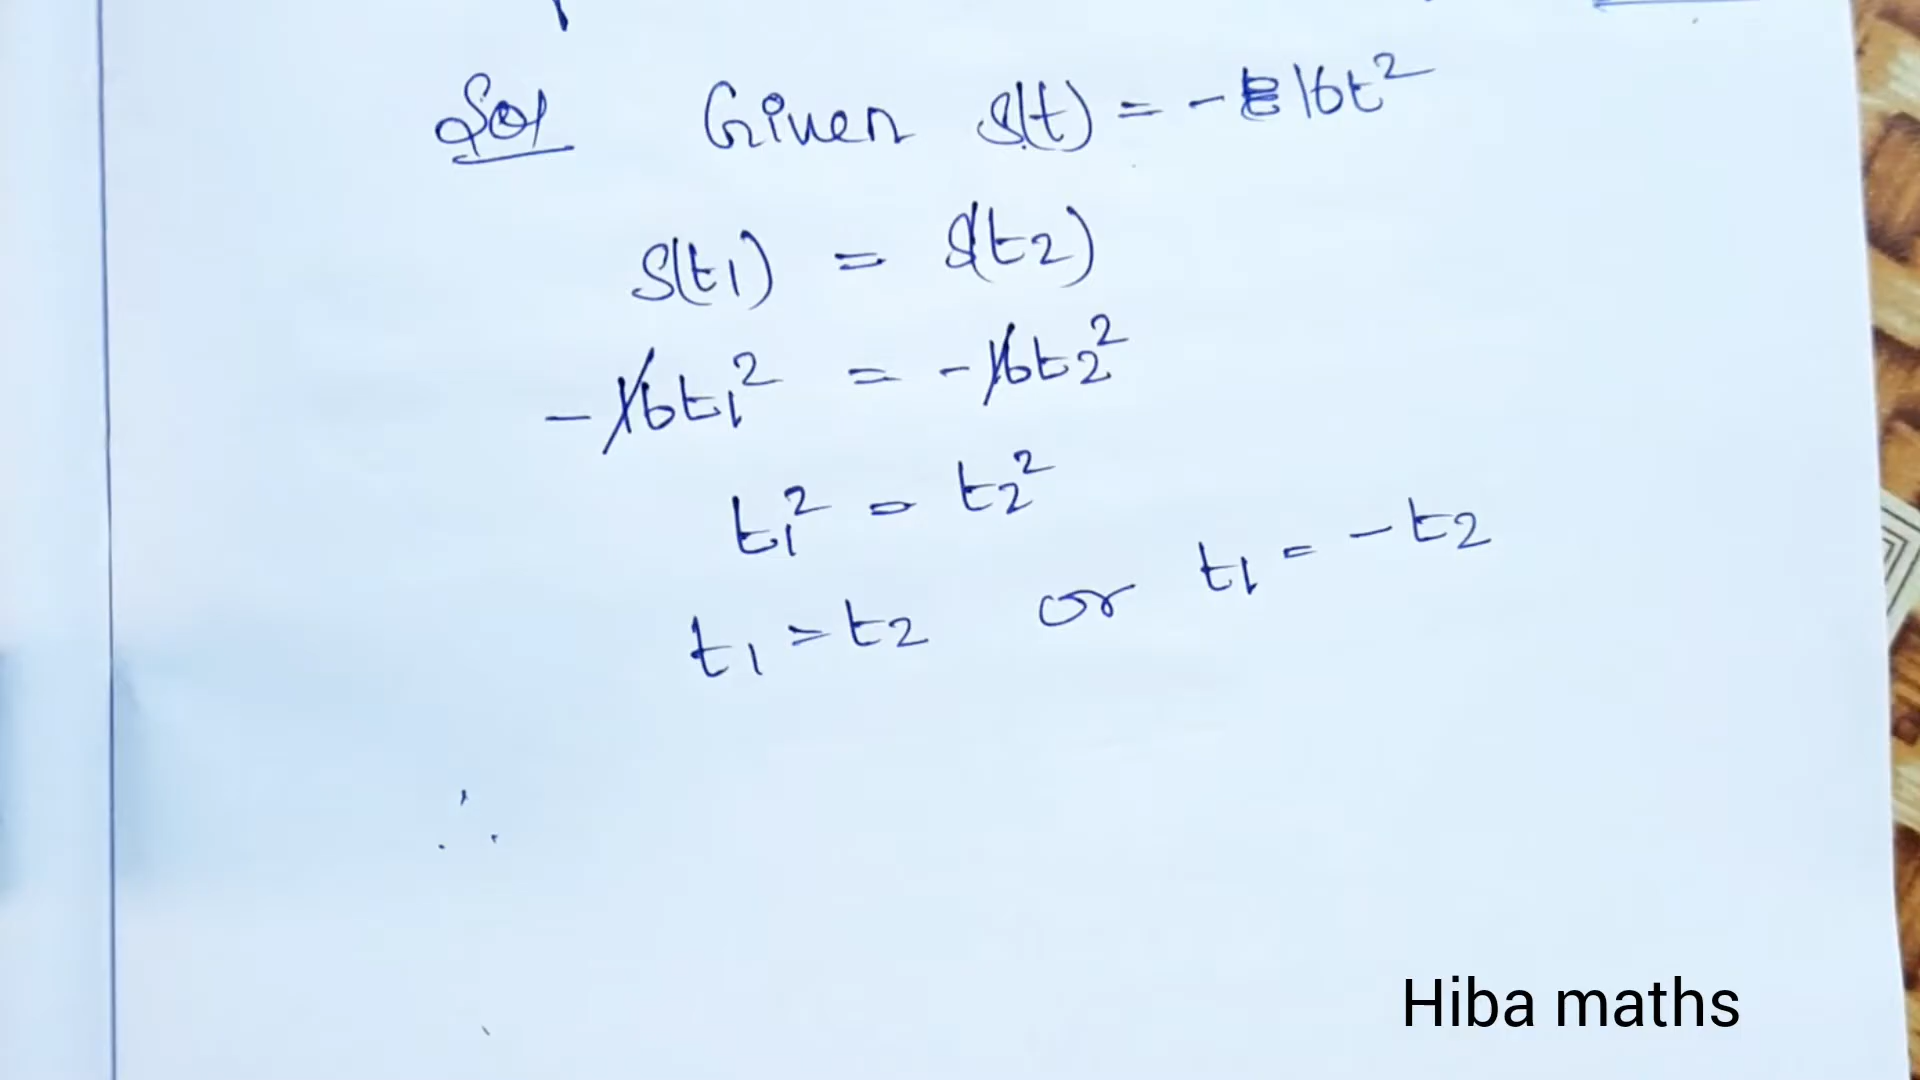 Sol Given S(t) = -16t²
S(t1) = S(t2)
-16t1² = -16t2²
t1² = t2²
t1 = t2 or t1 = -t2
∴
Hiba maths